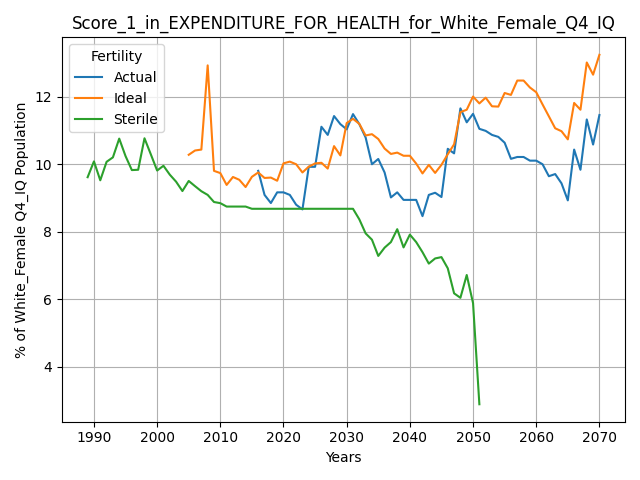 Score_1_in_EXPENDITURE_FOR_HEALTH_for_White_Female_Q4_IQ
Fertility
Actual
Ideal
Sterile
% of White_Female Q4_IQ Population
12
10
8
6
4
1990 2000 2010 2020 2030 2040 2050 2060 2070
Years